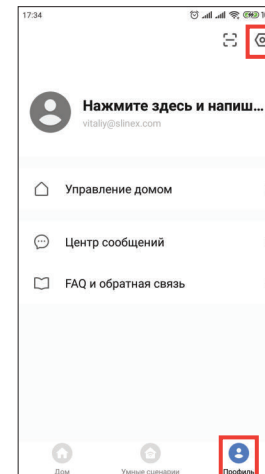 17:34
Нажмите здесь и напиш...
vitaliy@slinex.com
Управление домом
Центр сообщений
FAQ и обратная связь
Дом
Умные сценарии
Профиль